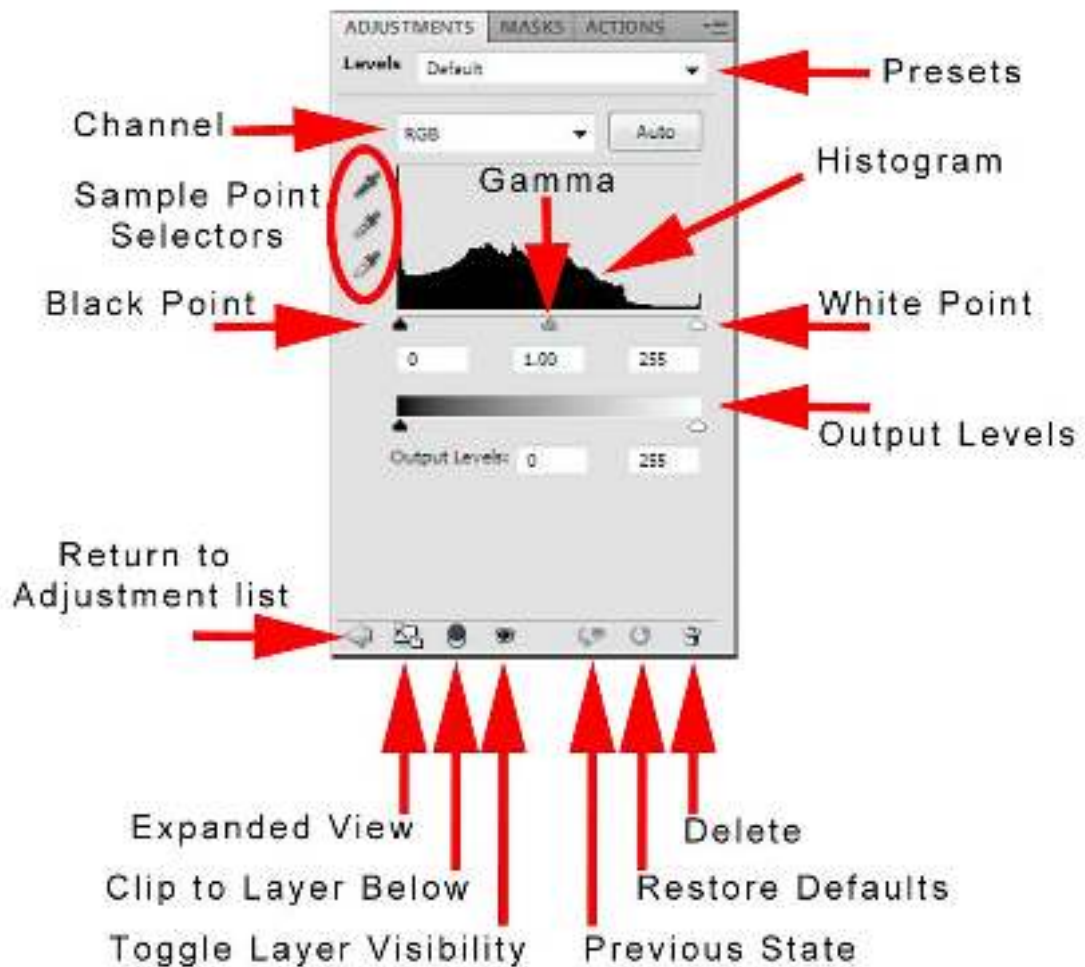 ADJUSTMENTS MASKS ACTIONS
Levels Default
Presets
Channel
RGB
Auto
Histogram
Gamma
Sample Point
Selectors
Black Point
White Point
0 1.00 255
Output Levels
Output Levels: 0 255
Return to
Adjustment list
Expanded View
Delete
Clip to Layer Below
Restore Defaults
Toggle Layer Visibility
Previous State